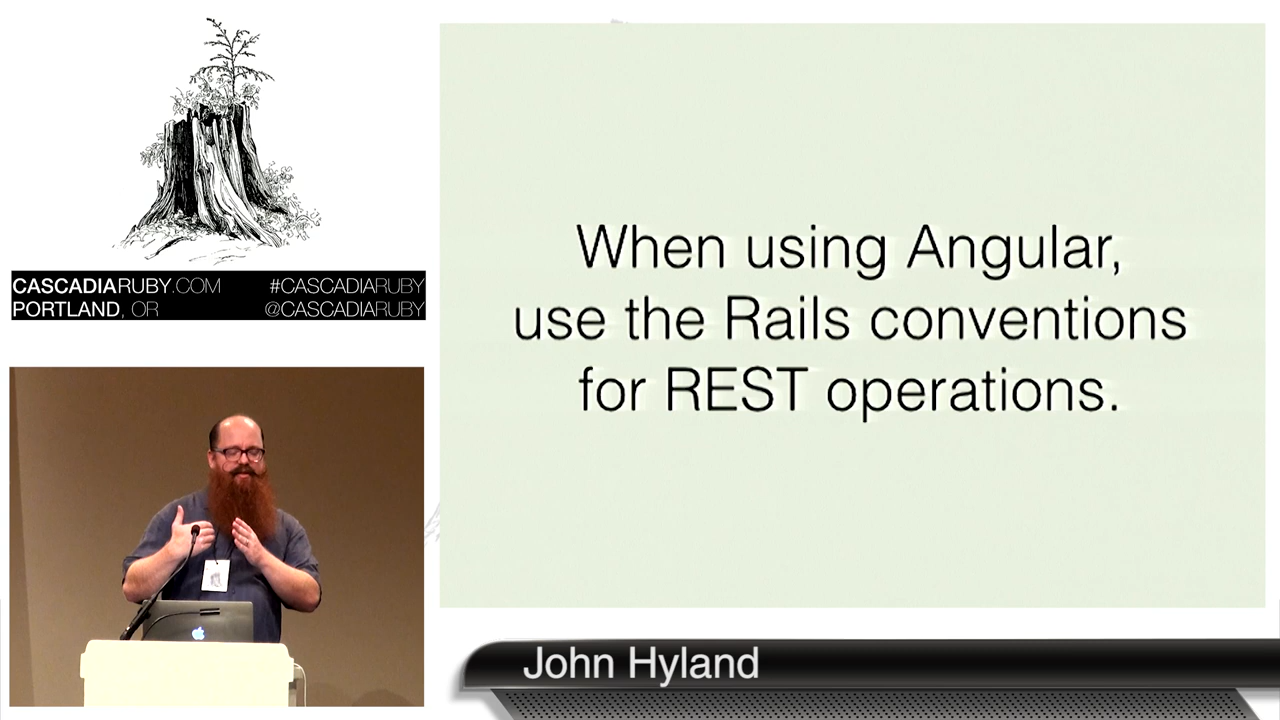 CASCADIARUBY.COM #CASCADIARUBY
PORTLAND, OR @CASCADIARUBY
When using Angular,
use the Rails conventions
for REST operations.
John Hyland